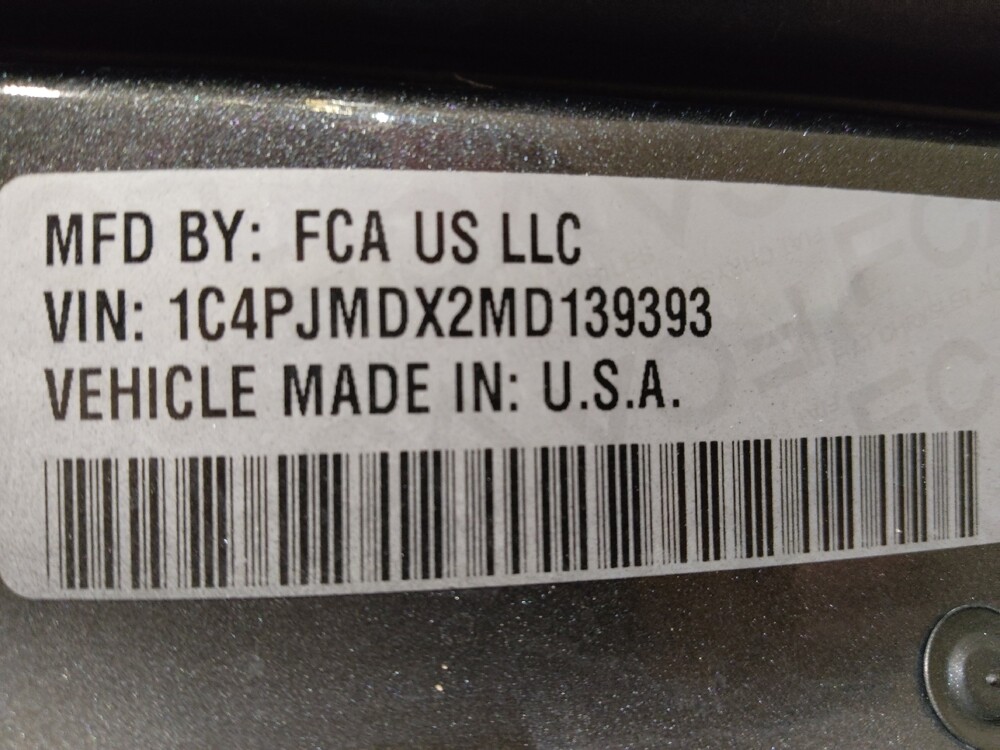 MFD BY: FCA US LLC
VIN: 1C4PJMDX2MD139393
VEHICLE MADE IN: U.S.A.